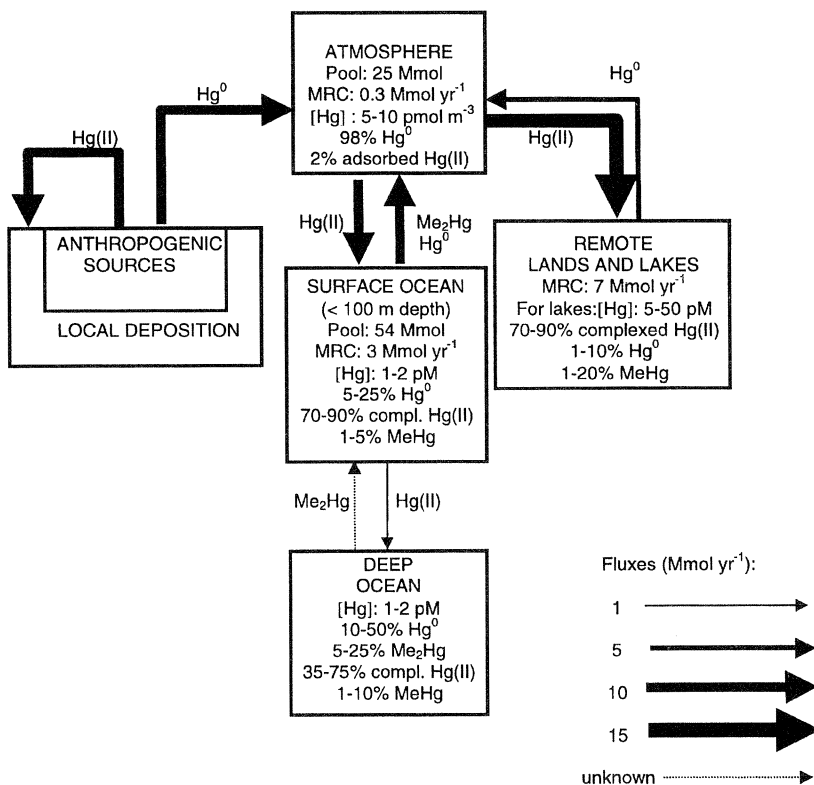 ATMOSPHERE
Pool: 25 Mmol
MRC: 0.3 Mmol yr⁻¹
[Hg] : 5-10 pmol m⁻³
98% Hg⁰
2% adsorbed Hg(II)
Hg⁰
Hg(II)
Hg⁰
Hg(II)
ANTHROPOGENIC
SOURCES
LOCAL DEPOSITION
Hg(II)
Me₂Hg
Hg⁰
REMOTE
LANDS AND LAKES
MRC: 7 Mmol yr⁻¹
For lakes:[Hg]: 5-50 pM
70-90% complexed Hg(II)
1-10% Hg⁰
1-20% MeHg
SURFACE OCEAN
(< 100 m depth)
Pool: 54 Mmol
MRC: 3 Mmol yr⁻¹
[Hg]: 1-2 pM
5-25% Hg⁰
70-90% compl. Hg(II)
1-5% MeHg
Me₂Hg
Hg(II)
DEEP
OCEAN
[Hg]: 1-2 pM
10-50% Hg⁰
5-25% Me₂Hg
35-75% compl. Hg(II)
1-10% MeHg
Fluxes (Mmol yr⁻¹):
1
5
10
15
unknown